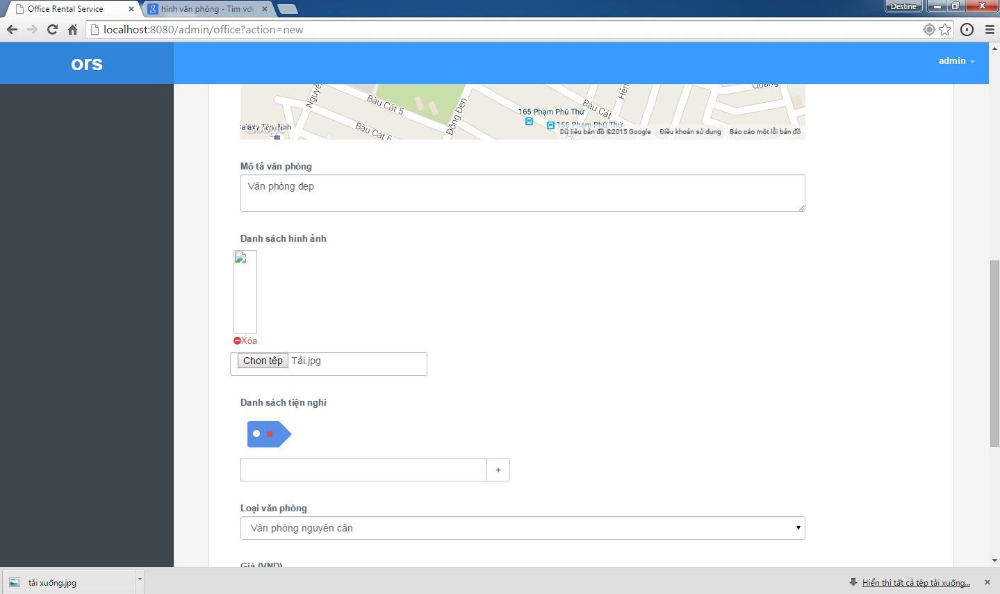 Office Rental Service
hình văn phòng - Tìm với
Destine
localhost:8080/admin/office?action=new
ors
admin
Bàu Cát 5
Bàu Cát 6
Đồng Đen
165 Phạm Phú Thứ
156 Phạm Phú Thứ
Bàu Cát
Quảng
Google
Dữ liệu bản đồ ©2015 Google
Điều khoản sử dụng
Báo cáo một lỗi bản đồ
Mô tả văn phòng
Văn phòng đẹp
Danh sách hình ảnh
Xóa
Chọn tệp Tải.jpg
Danh sách tiện nghi
+
Loại văn phòng
Văn phòng nguyên căn
Giá (VND)
tải xuống.jpg
Hiển thị tất cả tệp tải xuống...